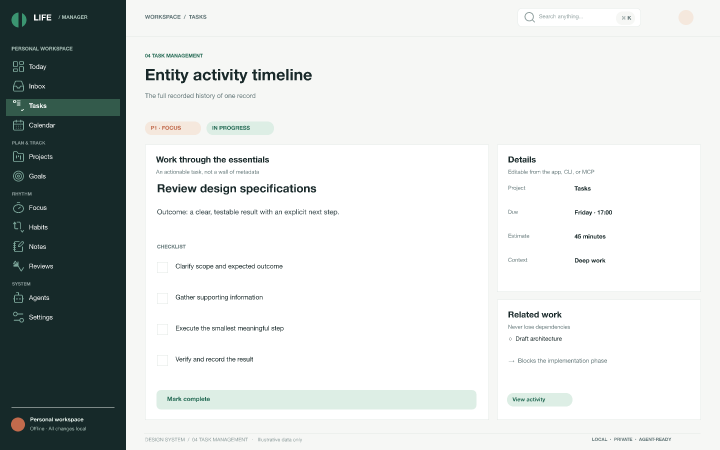 LIFE / MANAGER
PERSONAL WORKSPACE
Today
Inbox
Tasks
Calendar
PLAN & TRACK
Projects
Goals
RHYTHM
Focus
Habits
Notes
Reviews
SYSTEM
Agents
Settings
Personal workspace
Offline · All changes local
WORKSPACE / TASKS
Search anything...
⌘ K
04 TASK MANAGEMENT
Entity activity timeline
The full recorded history of one record
P1 · FOCUS
IN PROGRESS
Work through the essentials
An actionable task, not a wall of metadata
Review design specifications
Outcome: a clear, testable result with an explicit next step.
CHECKLIST
Clarify scope and expected outcome
Gather supporting information
Execute the smallest meaningful step
Verify and record the result
Mark complete
Details
Editable from the app, CLI, or MCP
Project Tasks
Due Friday · 17:00
Estimate 45 minutes
Context Deep work
Related work
Never lose dependencies
○ Draft architecture
→ Blocks the implementation phase
View activity
DESIGN SYSTEM / 04 TASK MANAGEMENT · Illustrative data only
LOCAL • PRIVATE • AGENT-READY